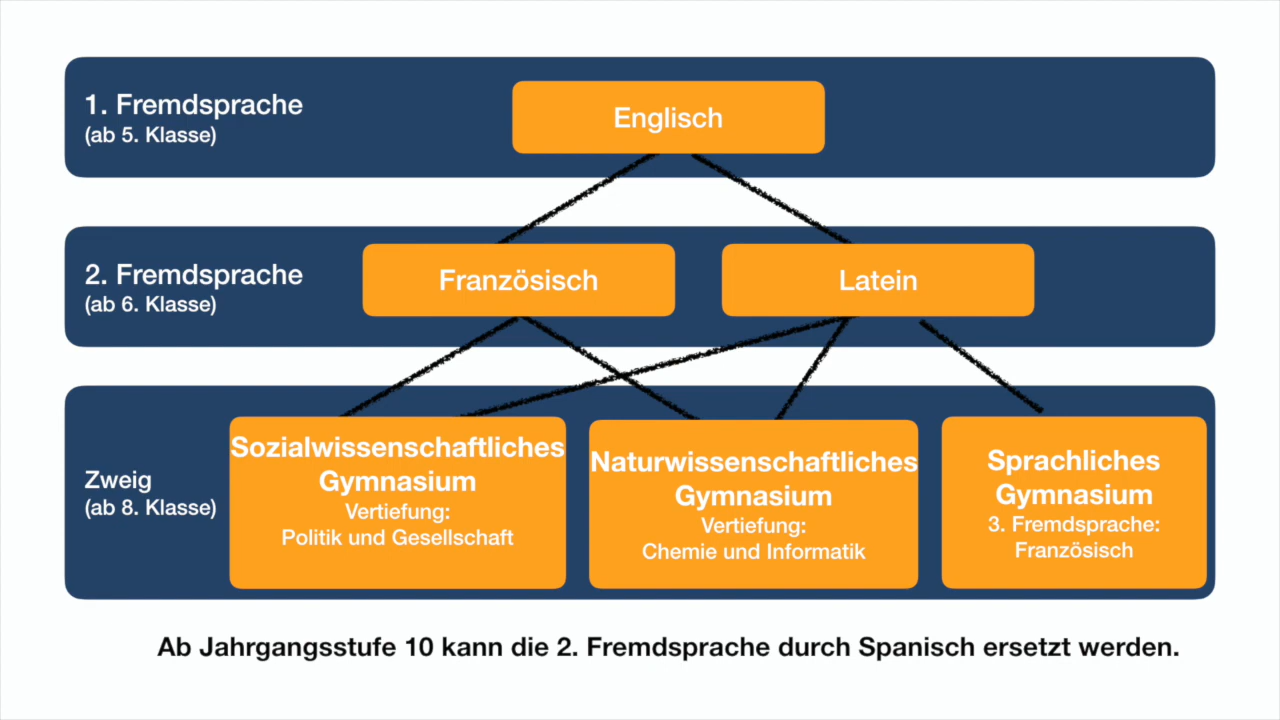 1. Fremdsprache
(ab 5. Klasse)
Englisch
2. Fremdsprache
(ab 6. Klasse)
Französisch
Latein
Zweig
(ab 8. Klasse)
Sozialwissenschaftliches
Gymnasium
Vertiefung:
Politik und Gesellschaft
Naturwissenschaftliches
Gymnasium
Vertiefung:
Chemie und Informatik
Sprachliches
Gymnasium
3. Fremdsprache:
Französisch
Ab Jahrgangsstufe 10 kann die 2. Fremdsprache durch Spanisch ersetzt werden.